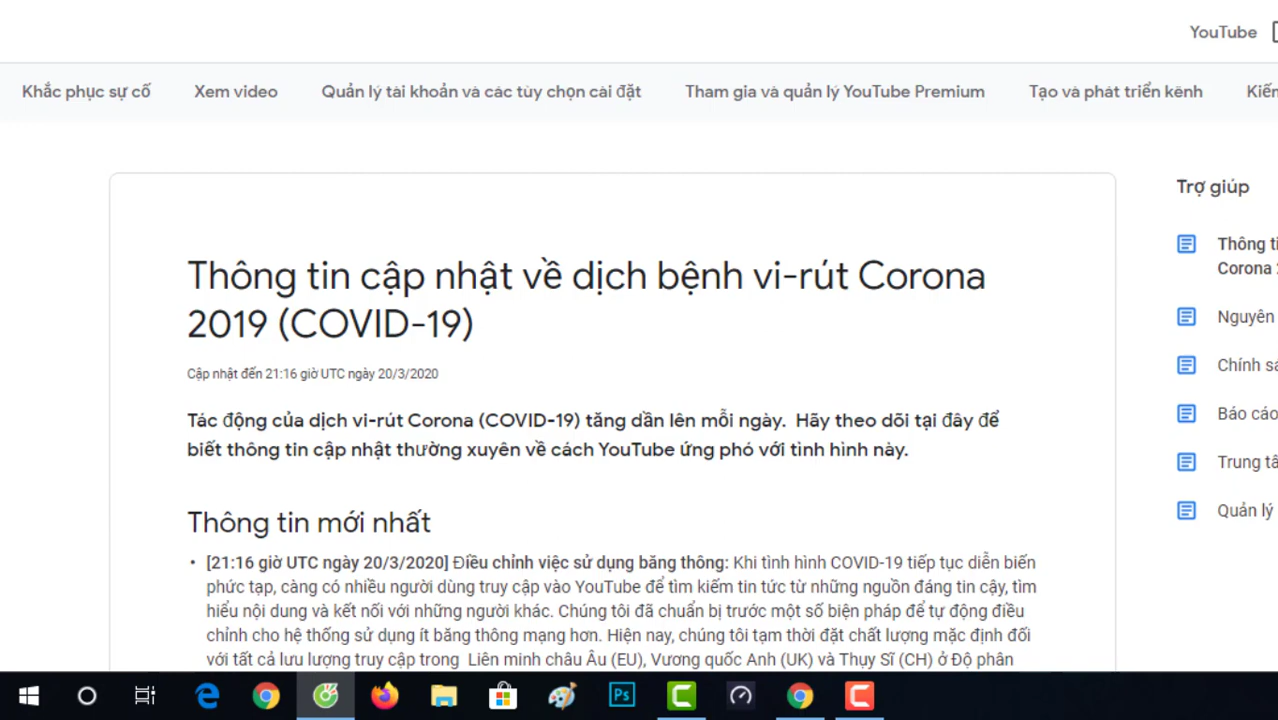 YouTube
Khắc phục sự cố Xem video Quản lý tài khoản và các tùy chọn cài đặt Tham gia và quản lý YouTube Premium Tạo và phát triển kênh
Thông tin cập nhật về dịch bệnh vi-rút Corona
2019 (COVID-19)
Cập nhật đến 21:16 giờ UTC ngày 20/3/2020
Tác động của dịch vi-rút Corona (COVID-19) tăng dần lên mỗi ngày. Hãy theo dõi tại đây để
biết thông tin cập nhật thường xuyên về cách YouTube ứng phó với tình hình này.
Thông tin mới nhất
• [21:16 giờ UTC ngày 20/3/2020] Điều chỉnh việc sử dụng băng thông: Khi tình hình COVID-19 tiếp tục diễn biến
phức tạp, càng có nhiều người dùng truy cập vào YouTube để tìm kiếm tin tức từ những nguồn đáng tin cậy, tìm
hiểu nội dung và kết nối với những người khác. Chúng tôi đã chuẩn bị trước một số biện pháp để tự động điều
chỉnh cho hệ thống sử dụng ít băng thông mạng hơn. Hiện nay, chúng tôi tạm thời đặt chất lượng mặc định đối
với tất cả lưu lượng truy cập trong Liên minh châu Âu (EU), Vương quốc Anh (UK) và Thụy Sĩ (CH) ở Độ phân
Trợ giúp
Thông
Corona
Nguyên
Chính
Báo cáo
Trung
Quản lý
Ps